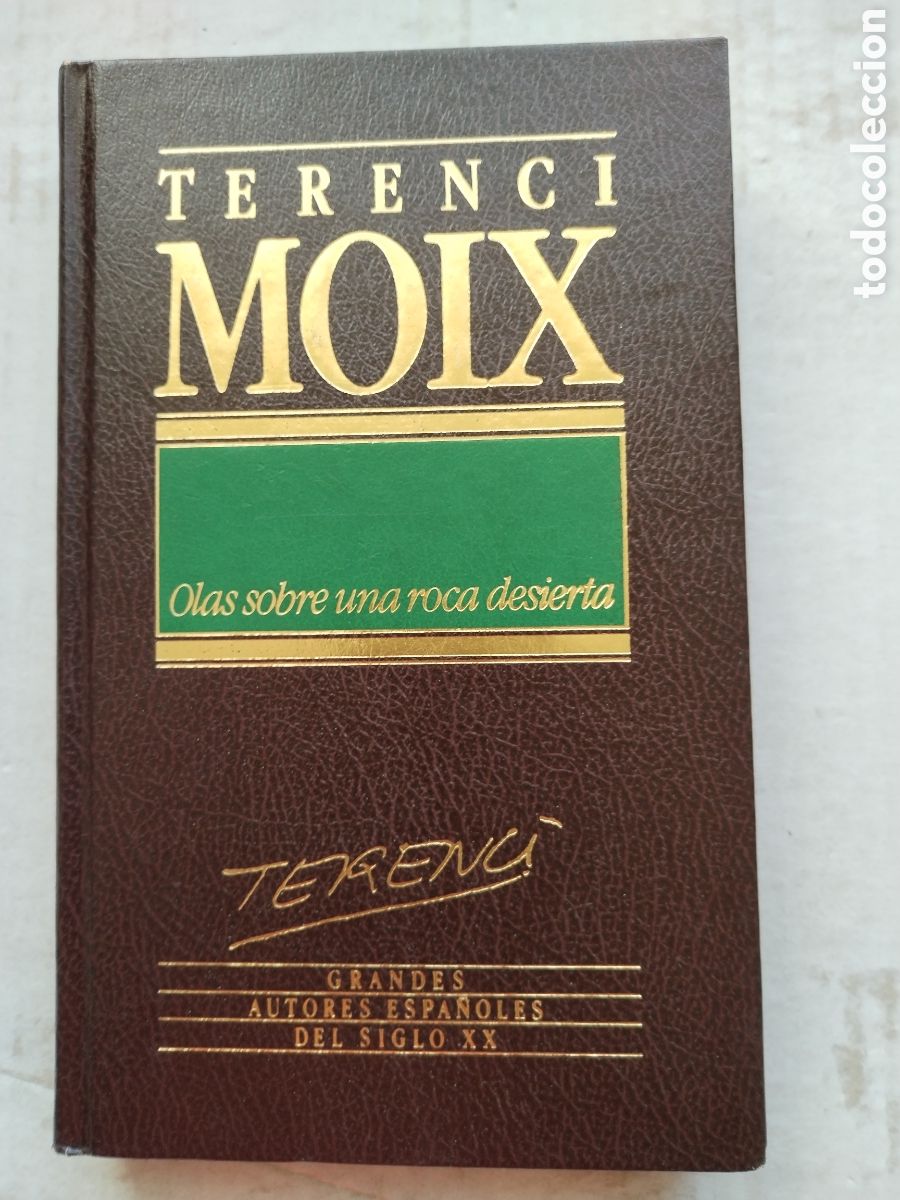 TERENCI
MOIX
Olas sobre una roca desierta
TERENCI
GRANDES
AUTORES ESPAÑOLES
DEL SIGLO XX
todocoleccion